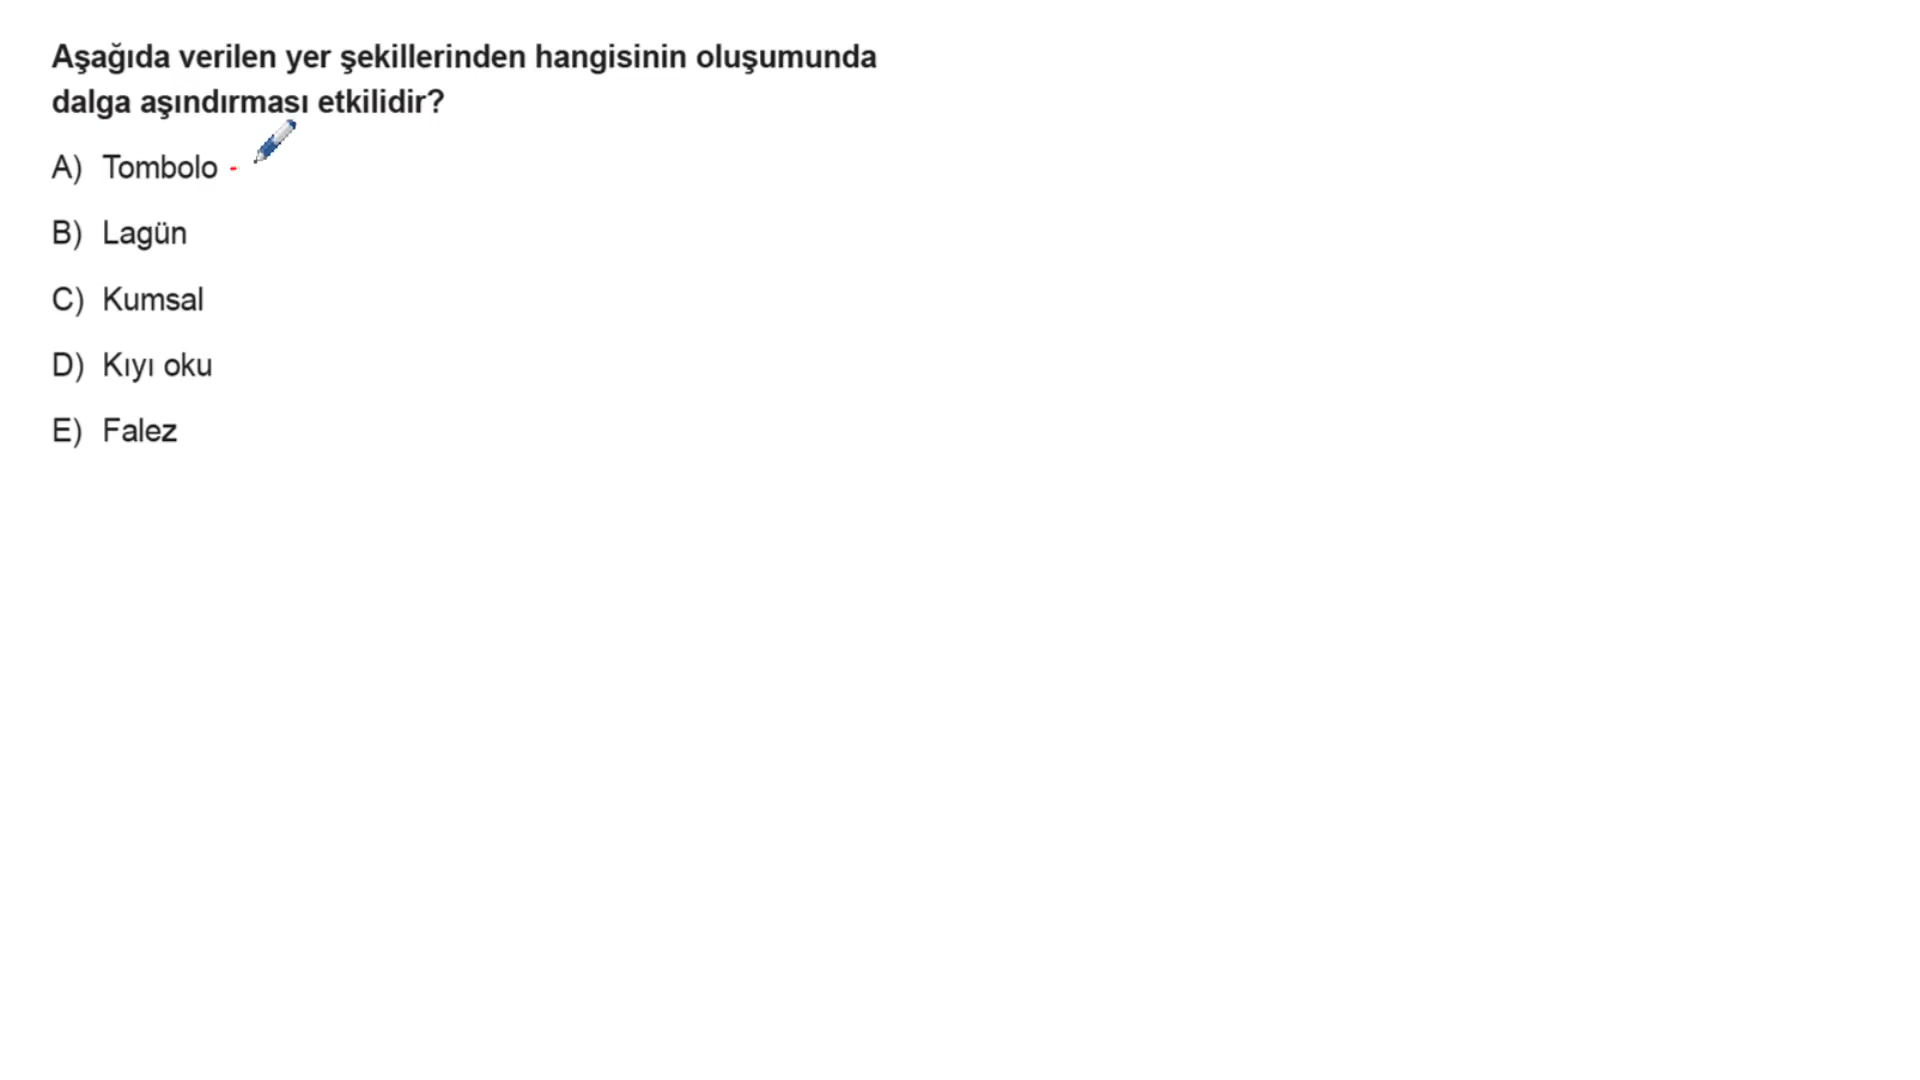 Aşağıda verilen yer şekillerinden hangisinin oluşumunda
dalga aşındırması etkilidir?
A) Tombolo -
B) Lagün
C) Kumsal
D) Kıyı oku
E) Falez